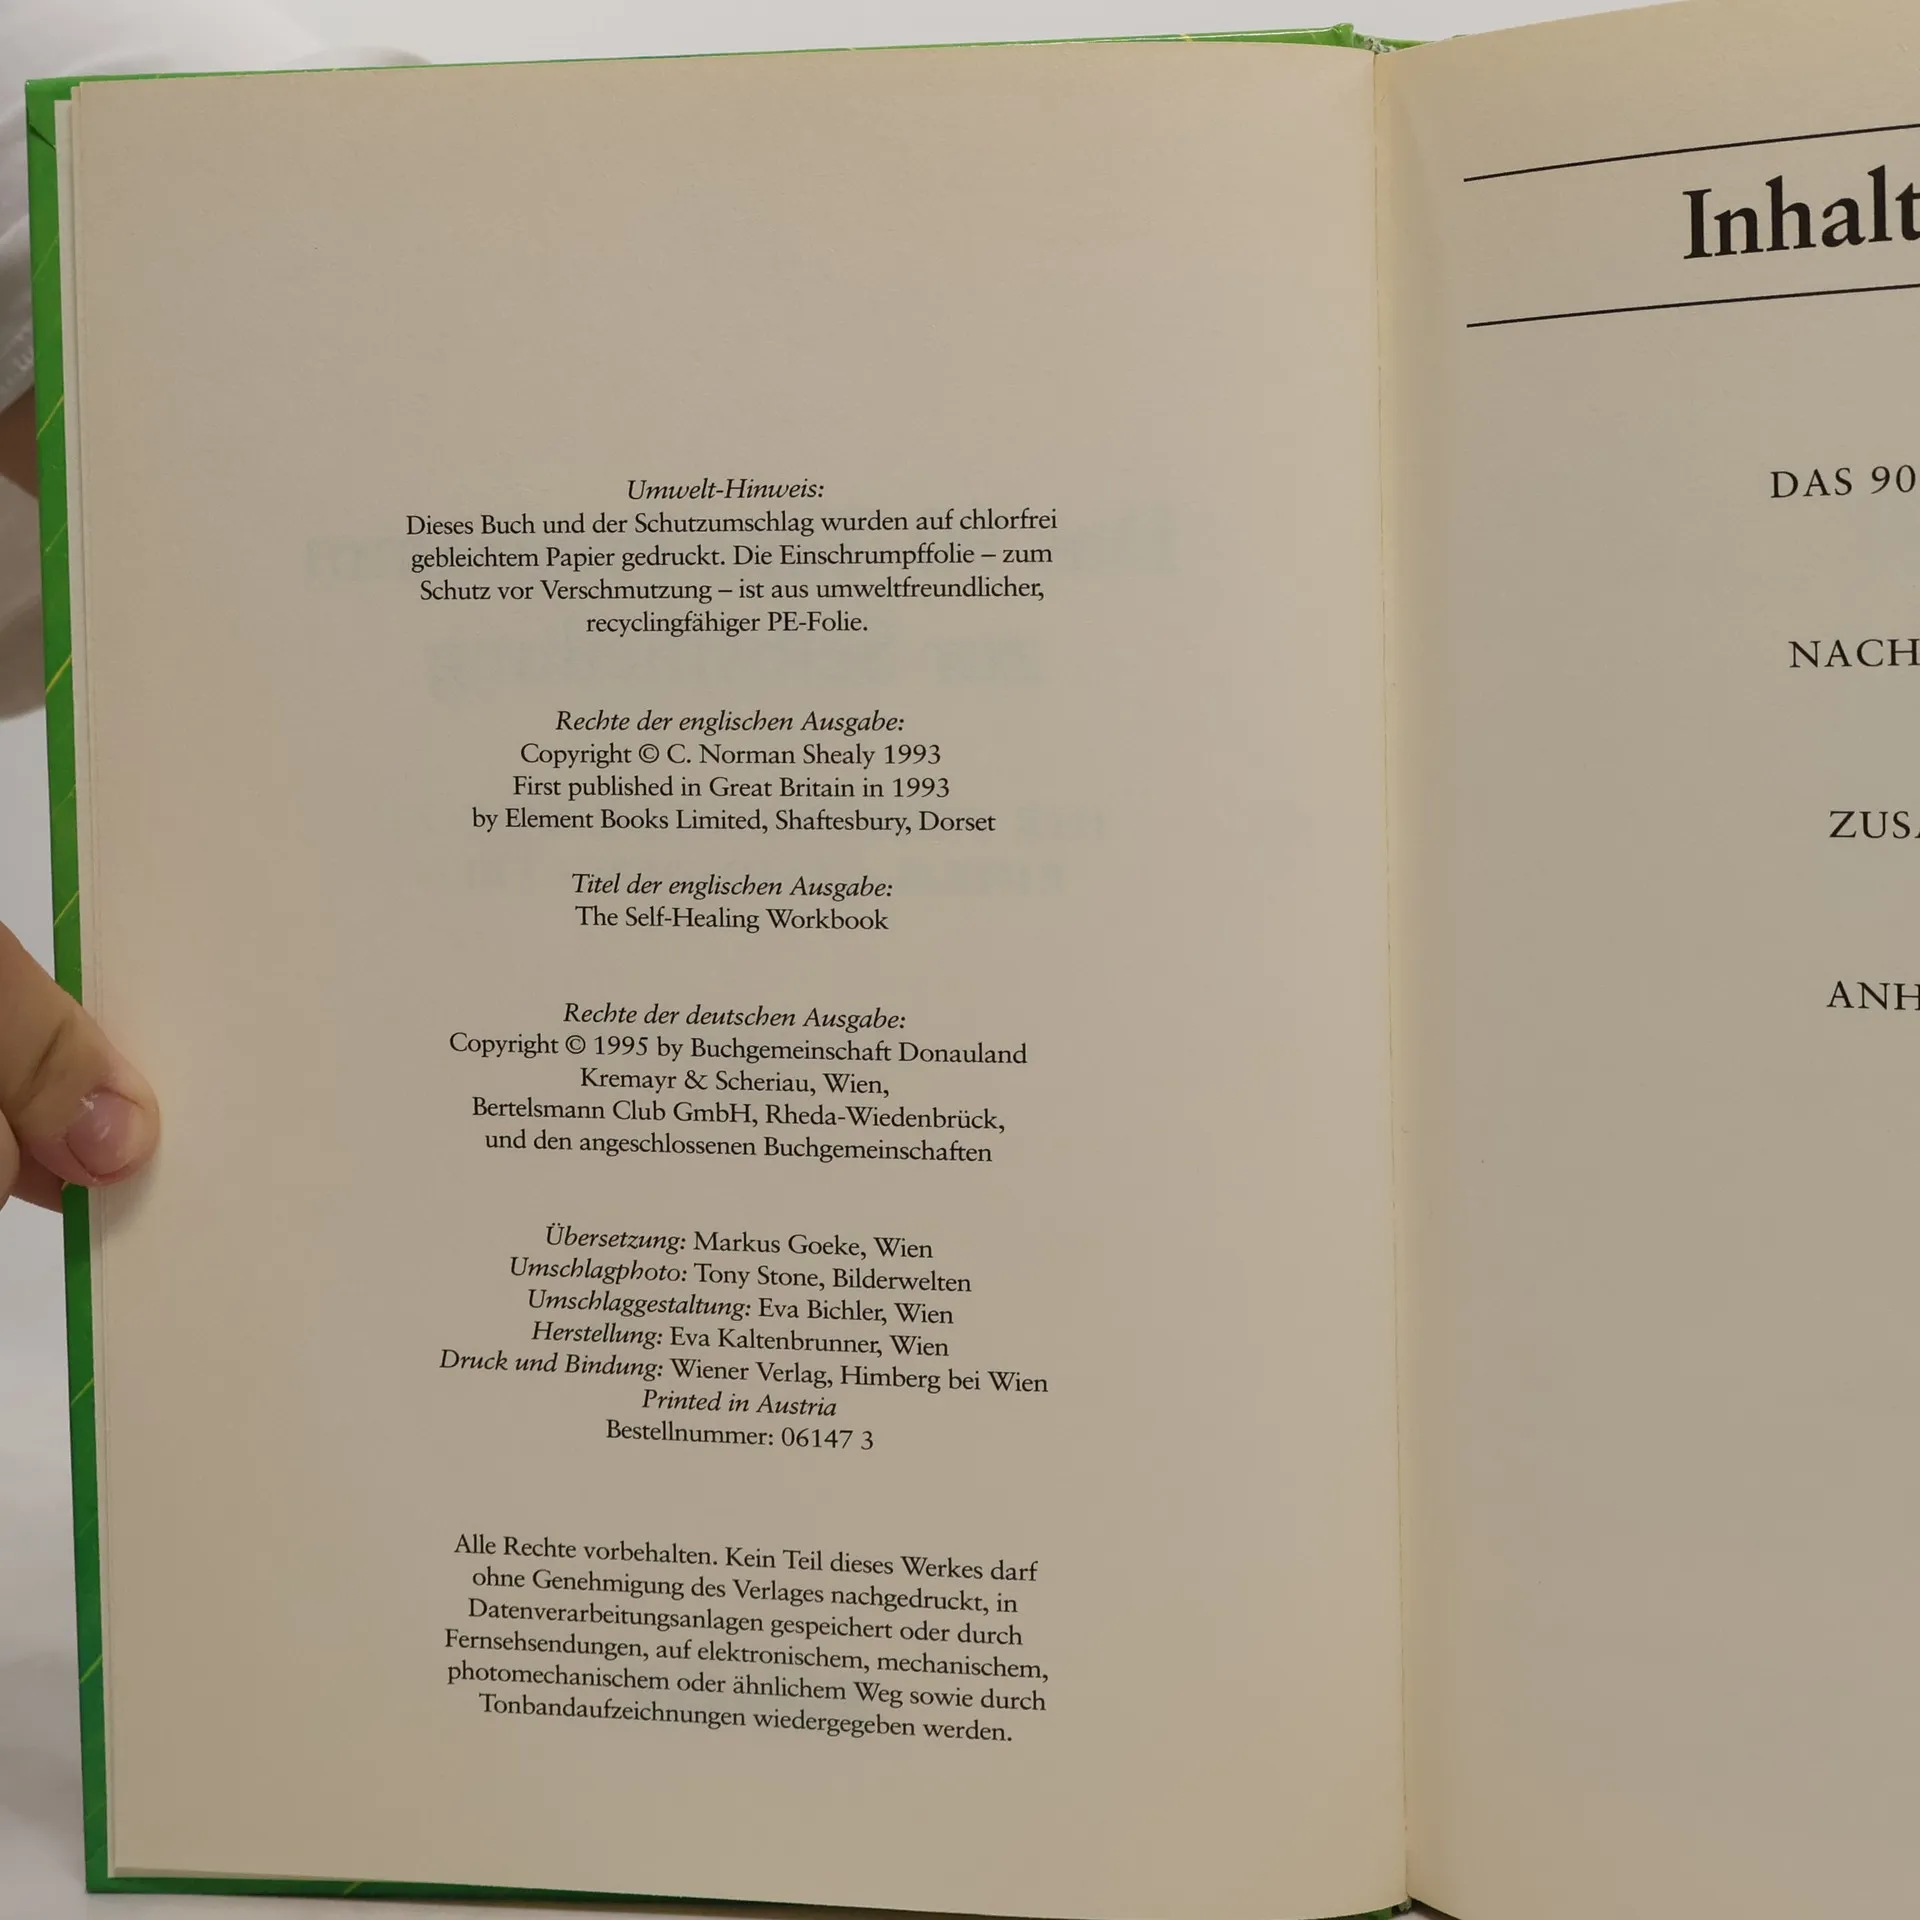 Umwelt-Hinweis:
Dieses Buch und der Schutzumschlag wurden auf chlorfrei
gebleichtem Papier gedruckt. Die Einschrumpffolie – zum
Schutz vor Verschmutzung – ist aus umweltfreundlicher,
recyclingfähiger PE-Folie.
Rechte der englischen Ausgabe:
Copyright © C. Norman Shealy 1993
First published in Great Britain in 1993
by Element Books Limited, Shaftesbury, Dorset
Titel der englischen Ausgabe:
The Self-Healing Workbook
Rechte der deutschen Ausgabe:
Copyright © 1995 by Buchgemeinschaft Donauland
Kremayr & Scheriau, Wien,
Bertelsmann Club GmbH, Rheda-Wiedenbrück,
und den angeschlossenen Buchgemeinschaften
Übersetzung: Markus Goeke, Wien
Umschlagphoto: Tony Stone, Bilderwelten
Umschlaggestaltung: Eva Bichler, Wien
Herstellung: Eva Kaltenbrunner, Wien
Druck und Bindung: Wiener Verlag, Himberg bei Wien
Printed in Austria
Bestellnummer: 06147 3
Alle Rechte vorbehalten. Kein Teil dieses Werkes darf
ohne Genehmigung des Verlages nachgedruckt, in
Datenverarbeitungsanlagen gespeichert oder durch
Fernsehsendungen, auf elektronischem, mechanischem,
photomechanischem oder ähnlichem Weg sowie durch
Tonbandaufzeichnungen wiedergegeben werden.
Inhalt
DAS 90
NACH
ZUSA
ANH